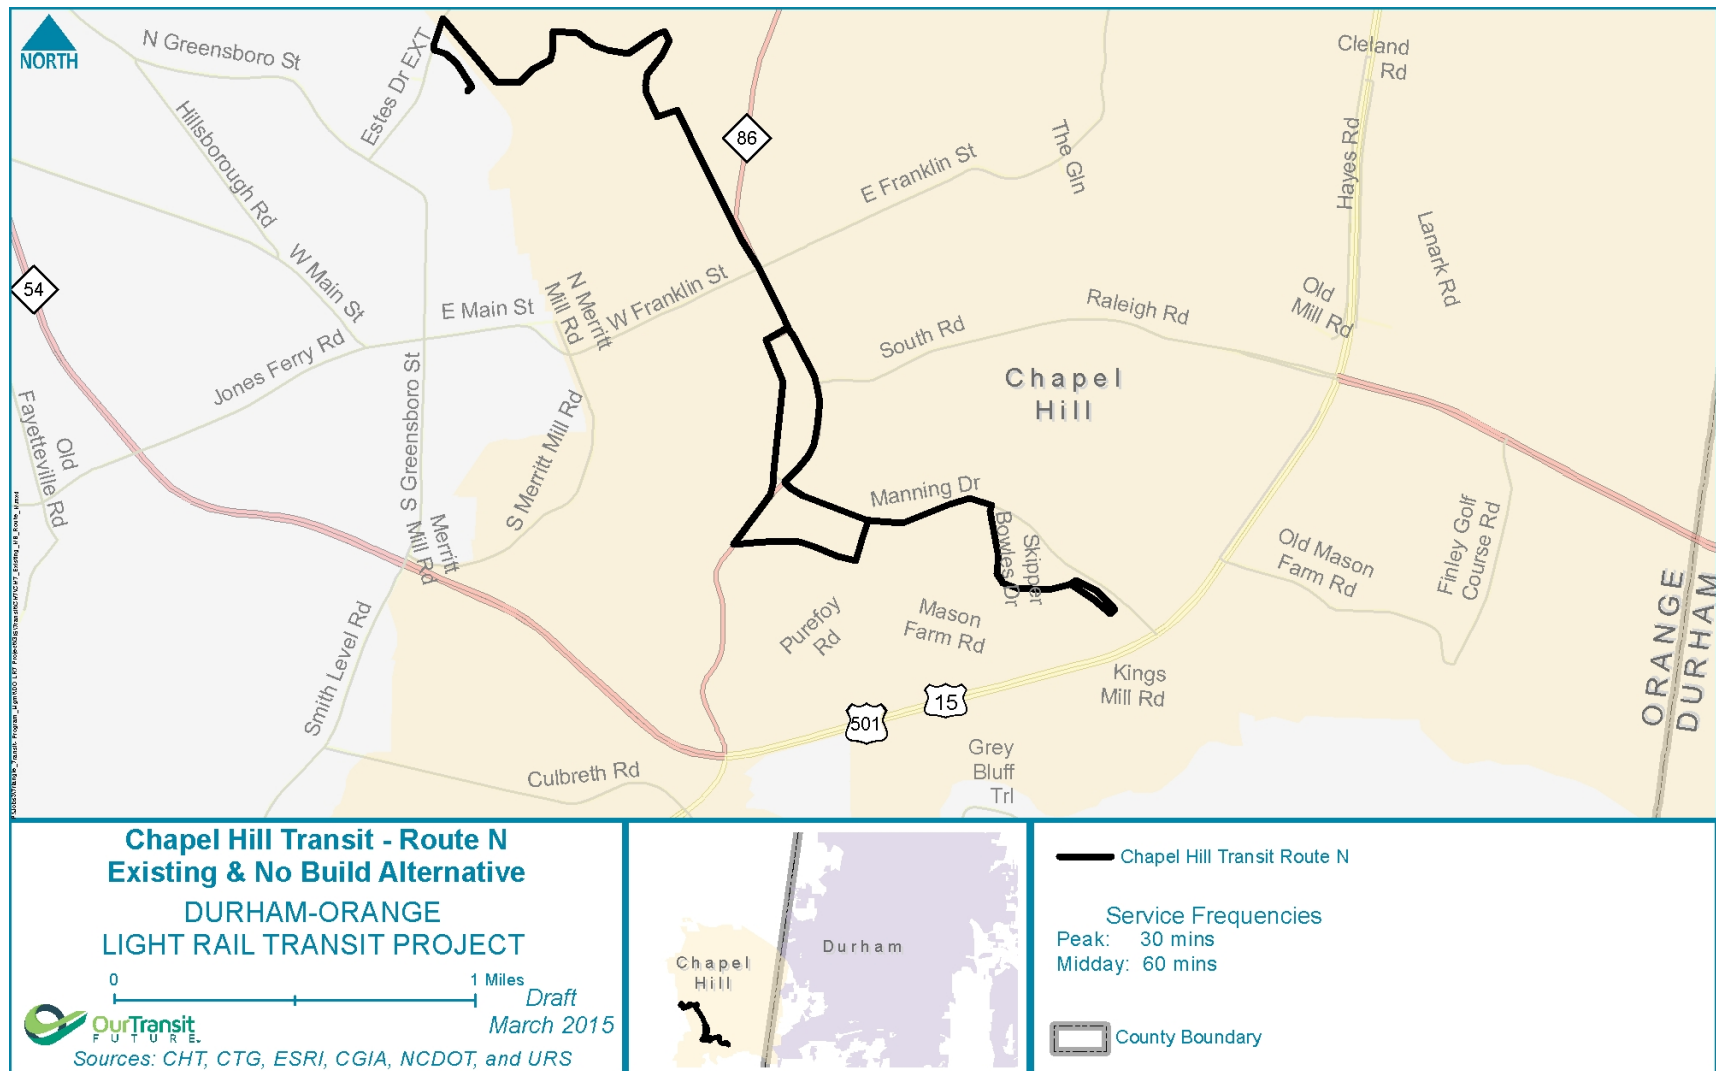 NORTH
N Greensboro St
Estes Dr EXT
Hillsborough Rd
W Main St
54
86
Cleland
Rd
Hayes Rd
The Gln
E Franklin St
Lanark Rd
Old
Mill Rd
N Merritt
Mill Rd
W Franklin St
E Main St
Jones Ferry Rd
South Rd
Raleigh Rd
Chapel
Hill
Old
Fayetteville Rd
S Greensboro St
S Merritt Mill Rd
Merritt
Mill Rd
Manning Dr
Skipper
Bowles Dr
Old Mason
Farm Rd
Finley Golf
Course Rd
Purefoy
Rd
Mason
Farm Rd
Smith Level Rd
Kings
Mill Rd
15
501
Grey
Bluff
Trl
Culbreth Rd
ORANGE
DURHAM
Chapel Hill Transit - Route N
Existing & No Build Alternative
DURHAM-ORANGE
LIGHT RAIL TRANSIT PROJECT
0 1 Miles
Draft
March 2015
OurTransit
FUTURE
Sources: CHT, CTG, ESRI, CGIA, NCDOT, and URS
Durham
Chapel
Hill
Chapel Hill Transit Route N
Service Frequencies
Peak: 30 mins
Midday: 60 mins
County Boundary